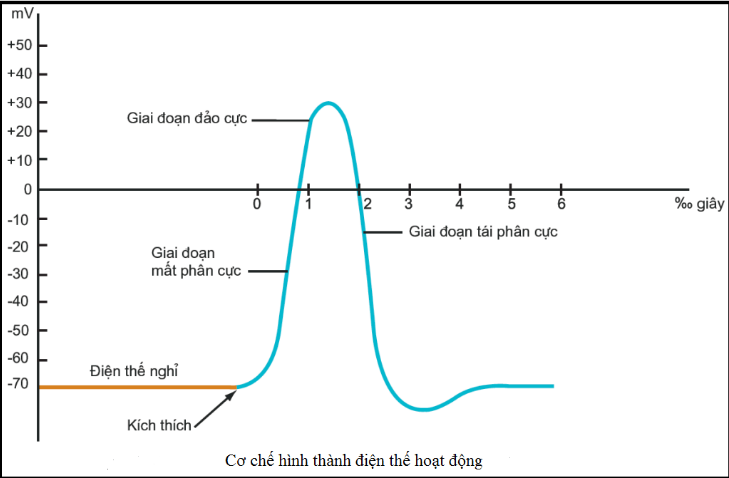 mV
+50
+40
+30
Giai đoạn đảo cực
+20
+10
0
0 1 2 3 4 5 6 ‰ giây
-10
-20
Giai đoạn tái phân cực
Giai đoạn
mất phân cực
-30
-40
-50
-60
Điện thế nghỉ
-70
Kích thích
Cơ chế hình thành điện thế hoạt động